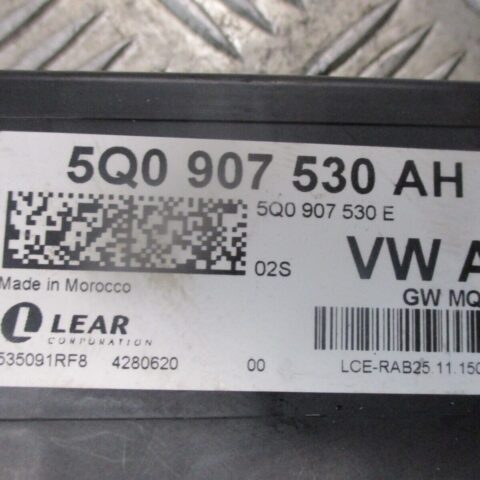 5Q0 907 530 AH
5Q0 907 530 E
02S
VW A
Made in Morocco
GW MQ
LEAR
CORPORATION
535091RF8 4280620 00
LCE-RAB25.11.150